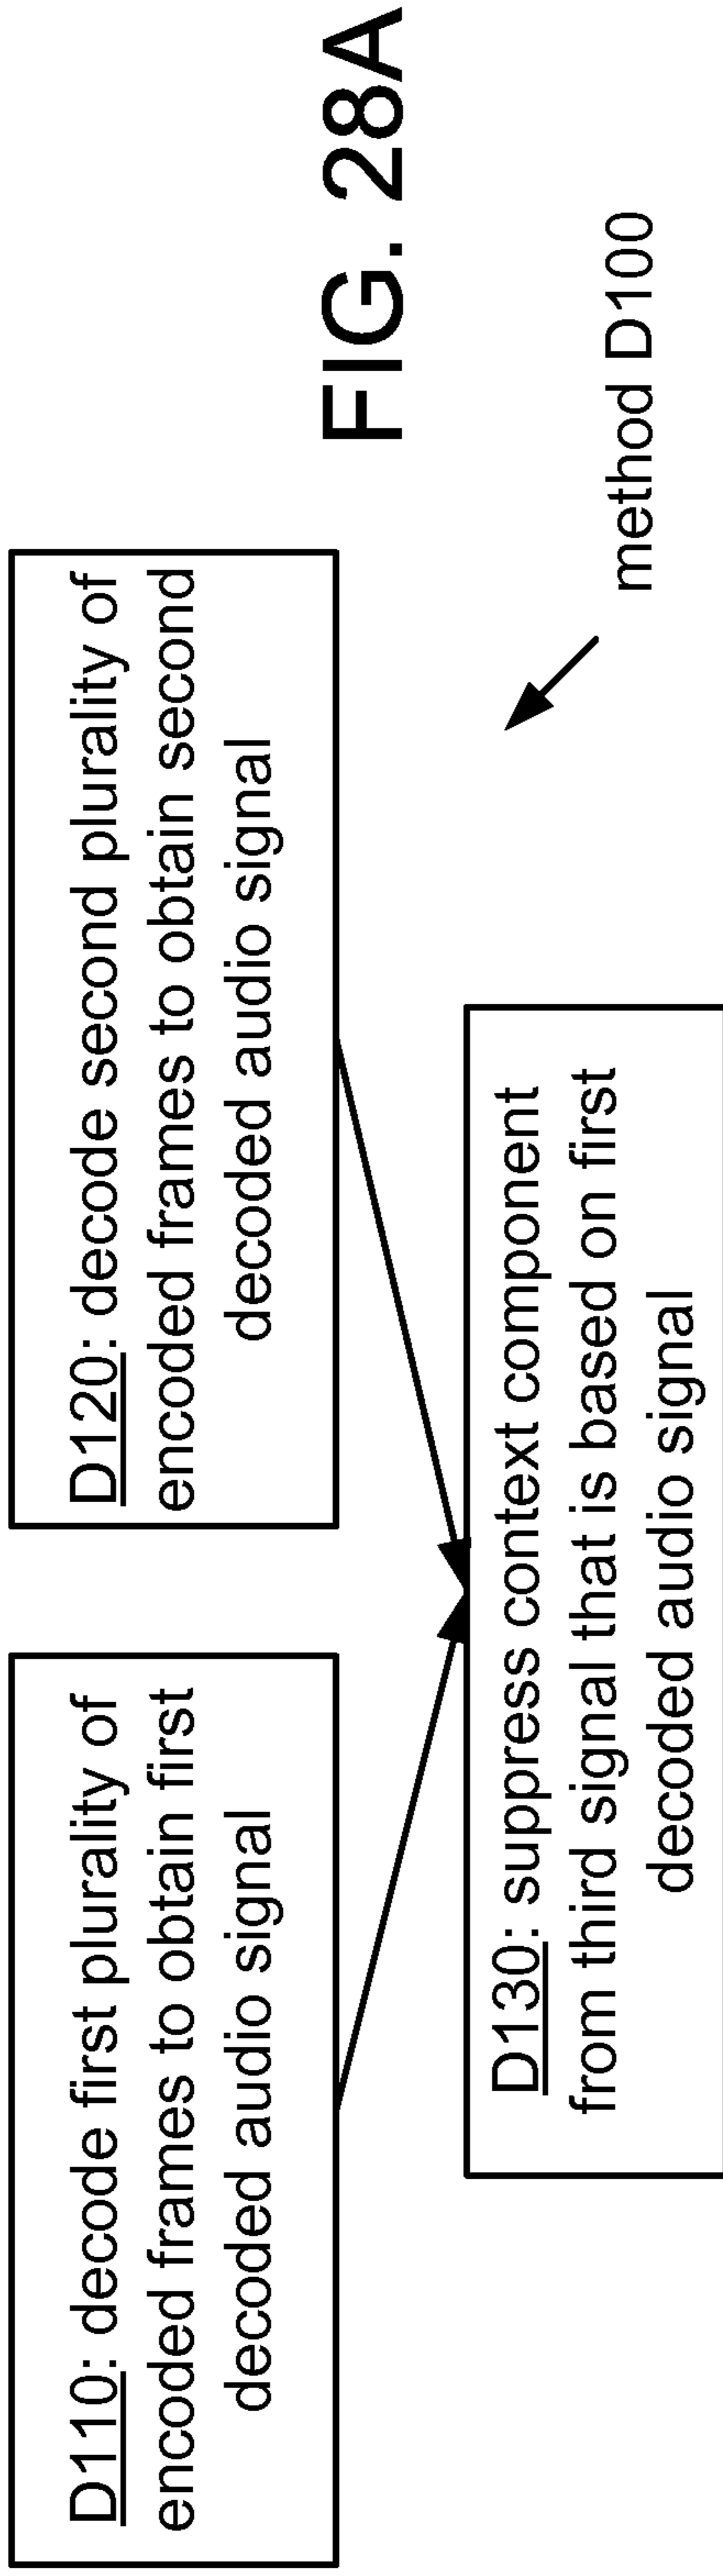 D110: decode first plurality of
encoded frames to obtain first
decoded audio signal
D120: decode second plurality of
encoded frames to obtain second
decoded audio signal
D130: suppress context component
from third signal that is based on first
decoded audio signal
FIG. 28A
method D100